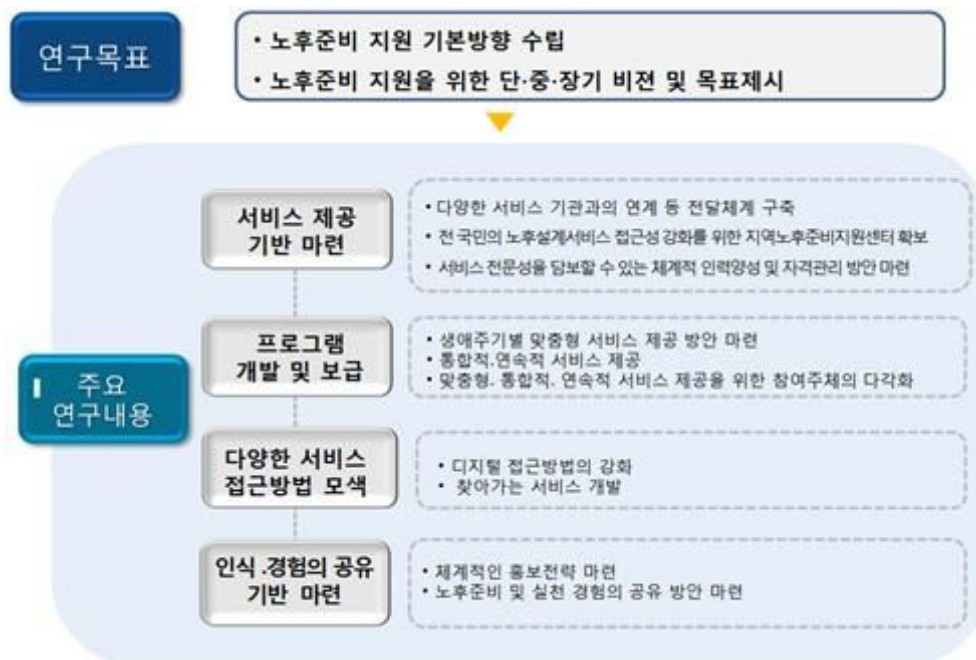 연구목표
• 노후준비 지원 기본방향 수립
• 노후준비 지원을 위한 단·중·장기 비젼 및 목표제시
주요
연구내용
서비스 제공
기반 마련
• 다양한 서비스 기관과의 연계 등 전달체계 구축
• 전 국민의 노후설계서비스 접근성 강화를 위한 지역노후준비지원센터 확보
• 서비스 전문성을 담보할 수 있는 체계적 인력양성 및 자격관리 방안 마련
프로그램
개발 및 보급
• 생애주기별 맞춤형 서비스 제공 방안 마련
• 통합적.연속적 서비스 제공
• 맞춤형. 통합적. 연속적 서비스 제공을 위한 참여주체의 다각화
다양한 서비스
접근방법 모색
• 디지털 접근방법의 강화
• 찾아가는 서비스 개발
인식 .경험의 공유
기반 마련
• 체계적인 홍보전략 마련
• 노후준비 및 실천 경험의 공유 방안 마련